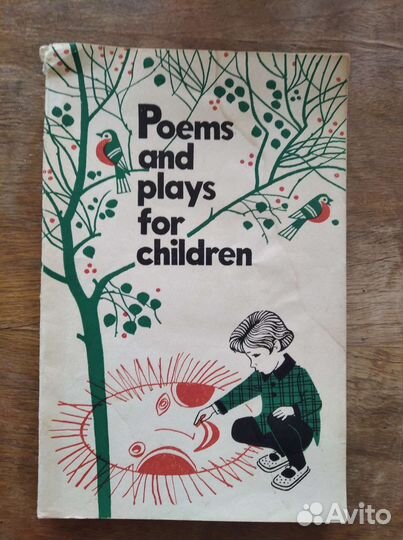 Poems
and
plays
for
children
Avito